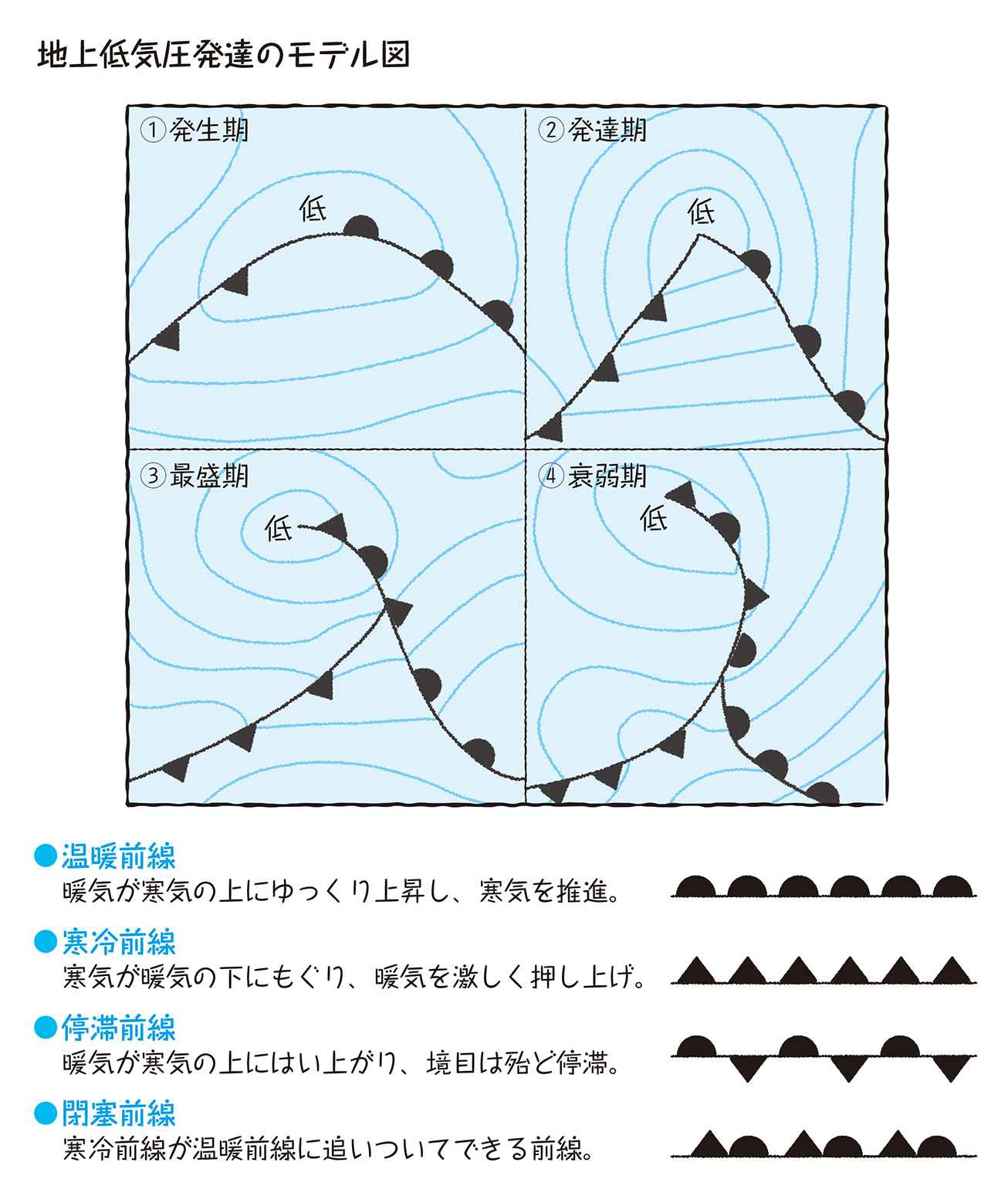 地上低気圧発達のモデル図
①発生期
低
②発達期
低
③最盛期
低
④衰弱期
低
●温暖前線
暖気が寒気の上にゆっくり上昇し、寒気を推進。
●寒冷前線
寒気が暖気の下にもぐり、暖気を激しく押し上げ。
●停滞前線
暖気が寒気の上にはい上がり、境目は殆ど停滞。
●閉塞前線
寒冷前線が温暖前線に追いついてできる前線。